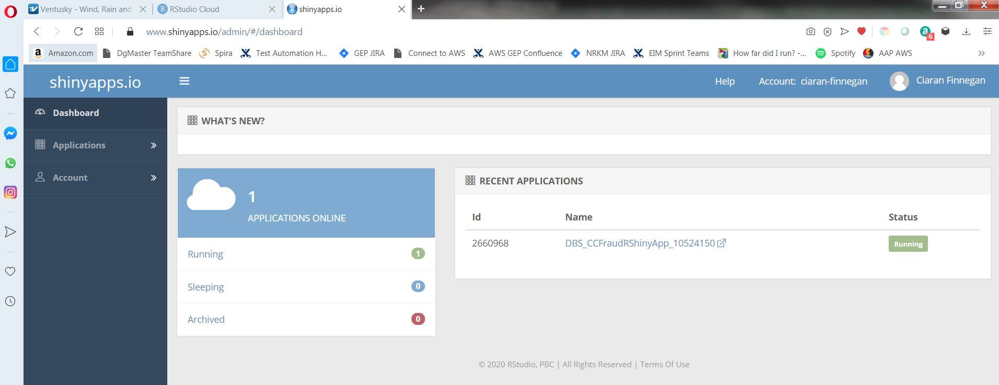 Ventusky - Wind, Rain and
RStudio Cloud
shinyapps.io
www.shinyapps.io/admin/#/dashboard
6
Amazon.com
DgMaster TeamShare
Spira
Test Automation H...
GEP JIRA
Connect to AWS
AWS GEP Confluence
NRKM JIRA
EIM Sprint Teams
How far did I run? -...
Spotify
AAP AWS
shinyapps.io
Help
Account: ciaran-finnegan
Ciaran Finnegan
Dashboard
Applications
Account
WHAT'S NEW?
1
APPLICATIONS ONLINE
Running 1
Sleeping 0
Archived 0
RECENT APPLICATIONS
Id Name Status
2660968 DBS_CCFraudRShinyApp_10524150 Running
© 2020 RStudio, PBC | All Rights Reserved | Terms Of Use